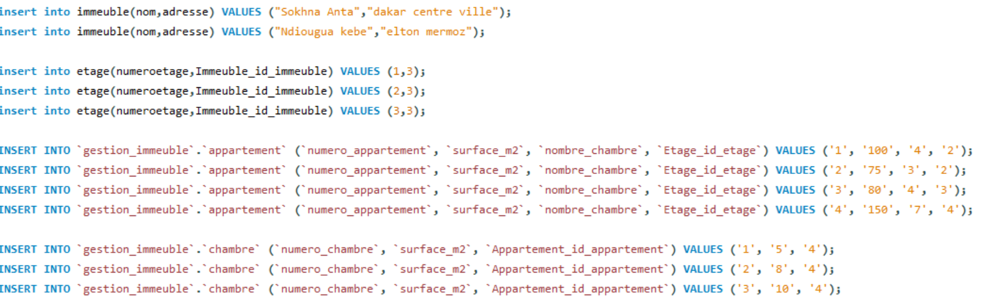 insert into immeuble(nom,adresse) VALUES ("Sokhna Anta","dakar centre ville");
insert into immeuble(nom,adresse) VALUES ("Ndiougua kebe","elton mermoz");
insert into etage(numeroetage,Immeuble_id_immeuble) VALUES (1,3);
insert into etage(numeroetage,Immeuble_id_immeuble) VALUES (2,3);
insert into etage(numeroetage,Immeuble_id_immeuble) VALUES (3,3);
INSERT INTO `gestion_immeuble`.`appartement` (`numero_appartement`, `surface_m2`, `nombre_chambre`, `Etage_id_etage`) VALUES ('1', '100', '4', '2');
INSERT INTO `gestion_immeuble`.`appartement` (`numero_appartement`, `surface_m2`, `nombre_chambre`, `Etage_id_etage`) VALUES ('2', '75', '3', '2');
INSERT INTO `gestion_immeuble`.`appartement` (`numero_appartement`, `surface_m2`, `nombre_chambre`, `Etage_id_etage`) VALUES ('3', '80', '4', '3');
INSERT INTO `gestion_immeuble`.`appartement` (`numero_appartement`, `surface_m2`, `nombre_chambre`, `Etage_id_etage`) VALUES ('4', '150', '7', '4');
INSERT INTO `gestion_immeuble`.`chambre` (`numero_chambre`, `surface_m2`, `Appartement_id_appartement`) VALUES ('1', '5', '4');
INSERT INTO `gestion_immeuble`.`chambre` (`numero_chambre`, `surface_m2`, `Appartement_id_appartement`) VALUES ('2', '8', '4');
INSERT INTO `gestion_immeuble`.`chambre` (`numero_chambre`, `surface_m2`, `Appartement_id_appartement`) VALUES ('3', '10', '4');